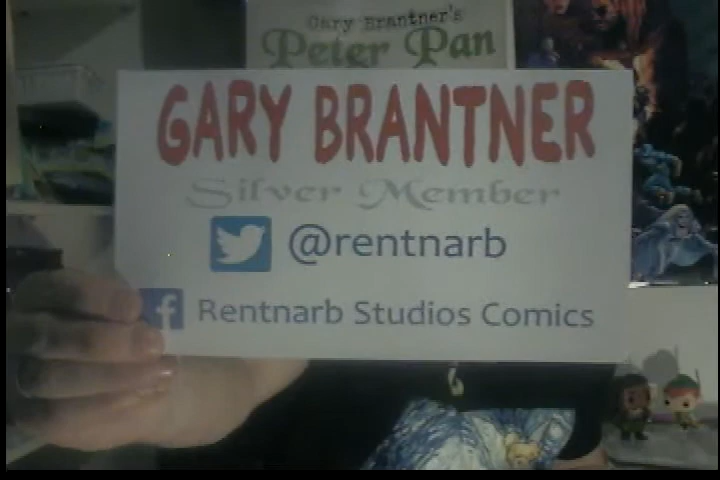 Gary Brantner's
Peter Pan
GARY BRANTNER
Silver Member
@rentnarb
f Rentnarb Studios Comics